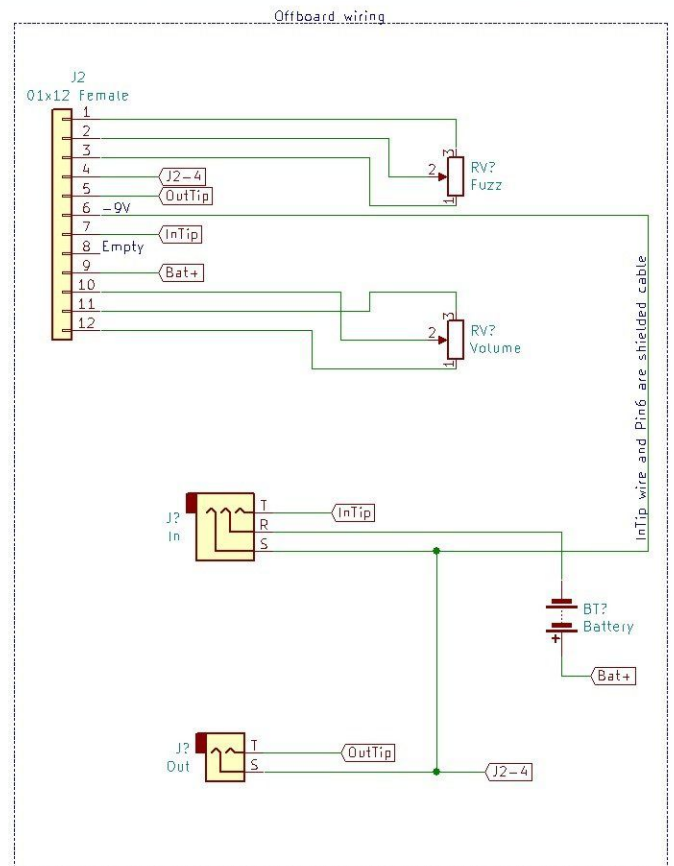 Offboard wiring
J2
01x12 Female
1
2
3
4
5
6
7
8
9
10
11
12
J2-4
OutTip
-9V
InTip
Empty
Bat+
3
2
1
RV?
Fuzz
3
2
1
RV?
Volume
InTip wire and Pin6 are shielded cable
J?
In
T
R
S
InTip
BT?
Battery
+
Bat+
J?
Out
T
S
OutTip
J2-4